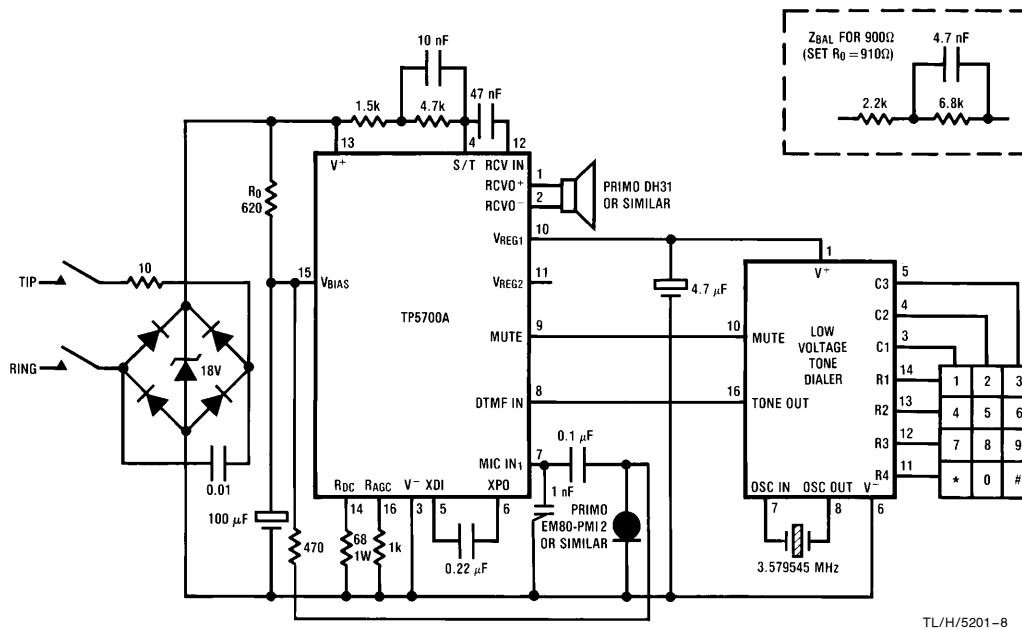 10 nF
1.5k
4.7k
47 nF
13
4
12
V+
S/T
RCV IN
RCVO+
1
RCVO−
2
PRIMO DH31
OR SIMILAR
R0
620
VREG1
10
TIP
10
15
VBIAS
VREG2
11
4.7 µF
TP5700A
MUTE
9
RING
18V
DTMF IN
8
0.01
MIC IN1
7
0.1 µF
1 nF
PRIMO
EM80-PMI 2
OR SIMILAR
RDC
RAGC
V−
XDI
XPO
14
16
3
5
6
100 µF
470
68
1W
1k
0.22 µF
ZBAL FOR 900Ω
(SET R0 = 910Ω)
4.7 nF
2.2k
6.8k
1
V+
C3
5
C2
4
C1
3
10
MUTE
LOW
VOLTAGE
TONE
DIALER
R1
14
16
TONE OUT
R2
13
R3
12
R4
11
OSC IN
OSC OUT
V−
7
8
6
3.579545 MHz
1 2 3
4 5 6
7 8 9
* 0 #
TL/H/5201–8